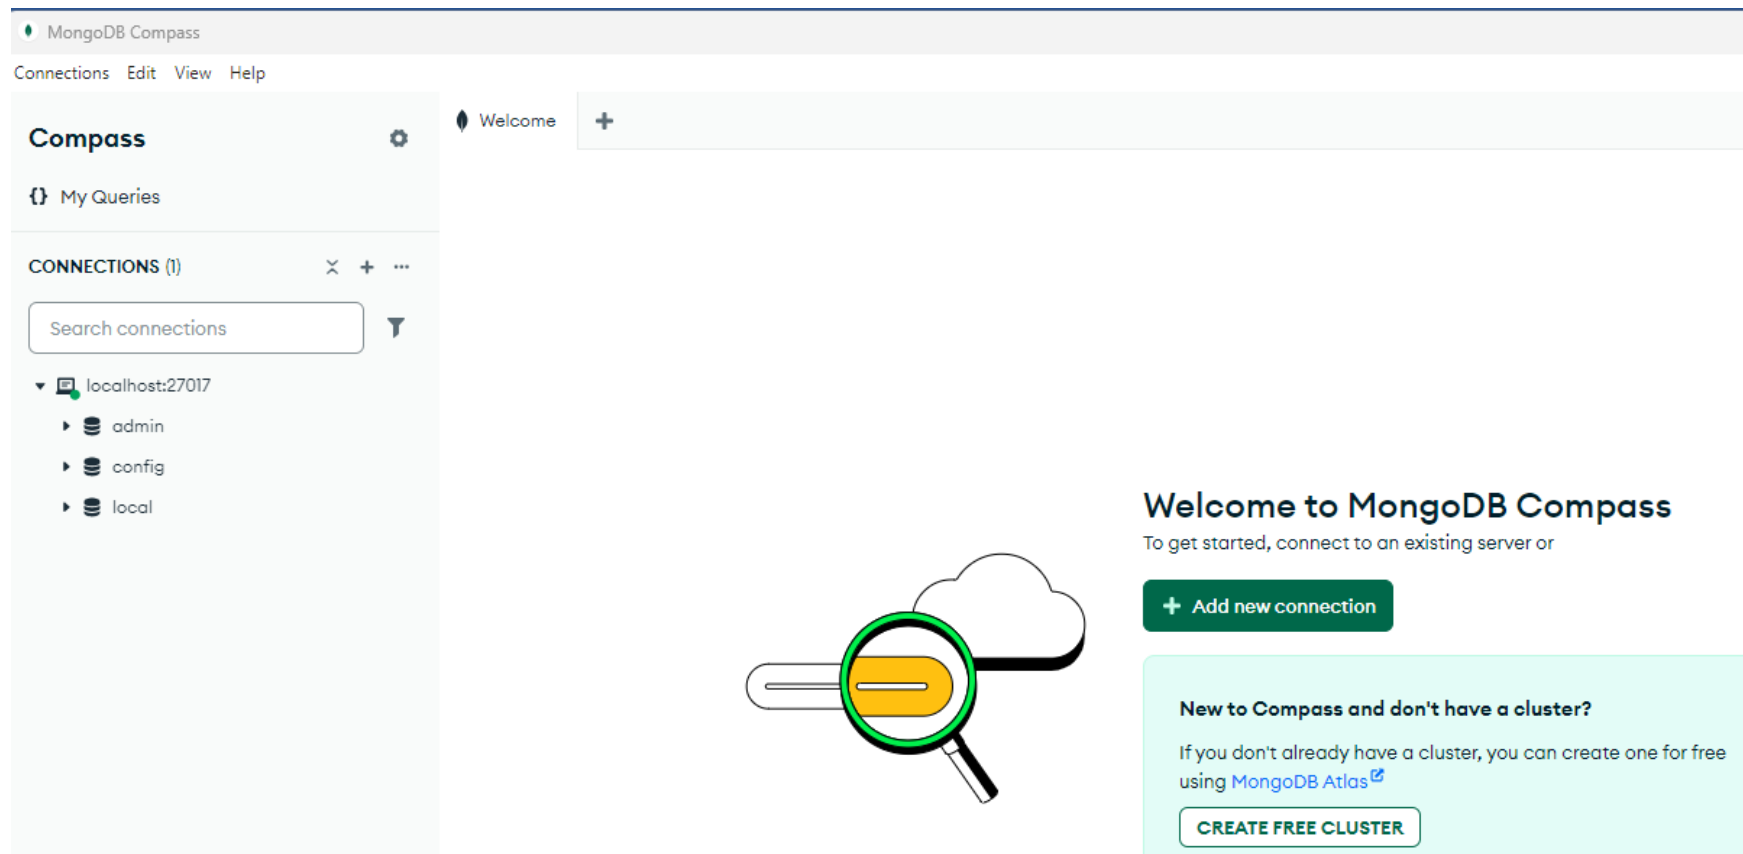 MongoDB Compass
Connections Edit View Help
Compass
Welcome
{} My Queries
CONNECTIONS (1)
Search connections
localhost:27017
admin
config
local
Welcome to MongoDB Compass
To get started, connect to an existing server or
+ Add new connection
New to Compass and don't have a cluster?
If you don't already have a cluster, you can create one for free
using MongoDB Atlas
CREATE FREE CLUSTER